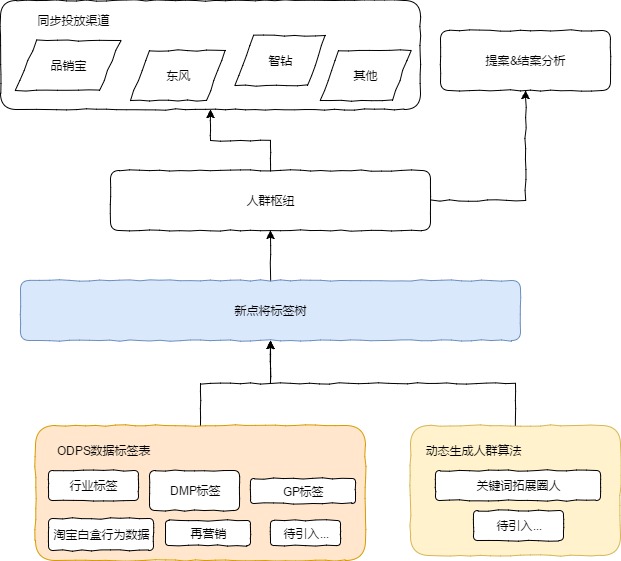 同步投放渠道
品销宝
东风
智钻
其他
提案&结案分析
人群枢纽
新点将标签树
ODPS数据标签表
行业标签
DMP标签
GP标签
淘宝白盒行为数据
再营销
待引入...
动态生成人群算法
关键词拓展圈人
待引入...